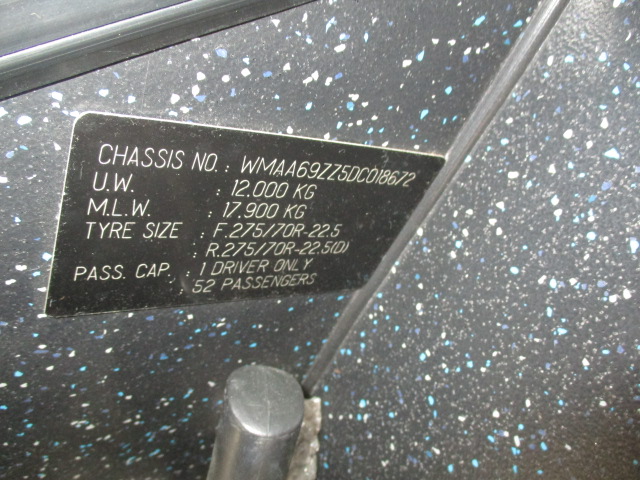 CHASSIS NO. : WMAA69ZZ5DC018672
U.W. : 12.000 KG
M.L.W. : 17.900 KG
TYRE SIZE : F.275/70R-22.5
: R.275/70R-22.5(D)
PASS. CAP. : 1 DRIVER ONLY
: 52 PASSENGERS